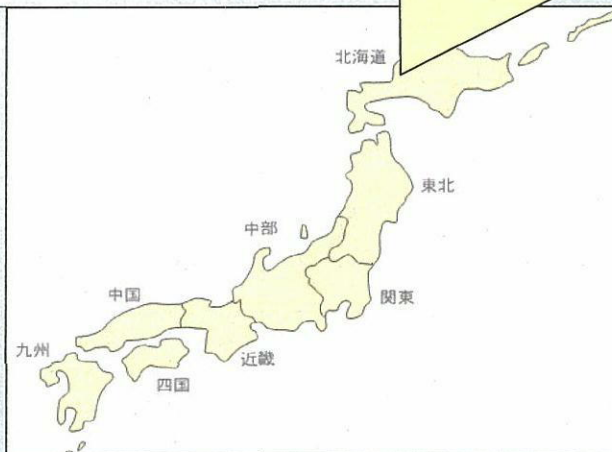 北海道
東北
中部
関東
中国
近畿
九州
四国